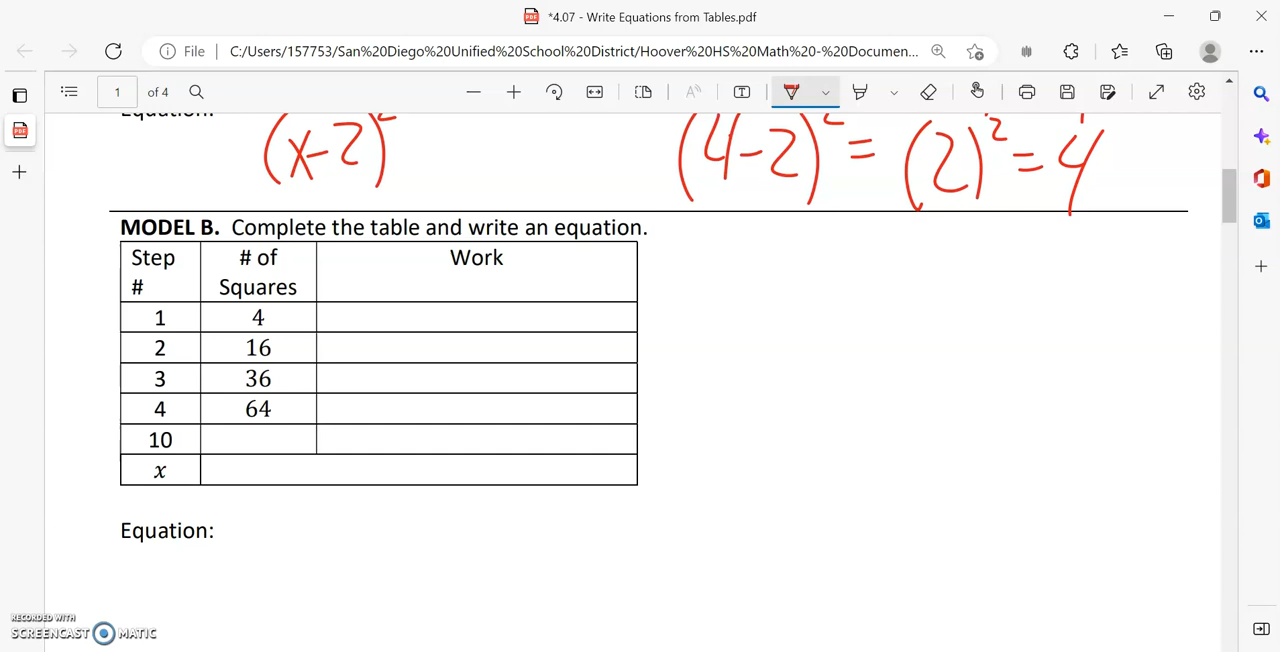 *4.07 - Write Equations from Tables.pdf
File C:/Users/157753/San%20Diego%20Unified%20School%20District/Hoover%20HS%20Math%20-%20Documen...
1 of 4
Equation:
(x-2)² (4-2)² = (2)² = 4
MODEL B. Complete the table and write an equation.
Step # # of Squares Work
1 4
2 16
3 36
4 64
10
x
Equation:
RECORDED WITH
SCREENCAST MATIC